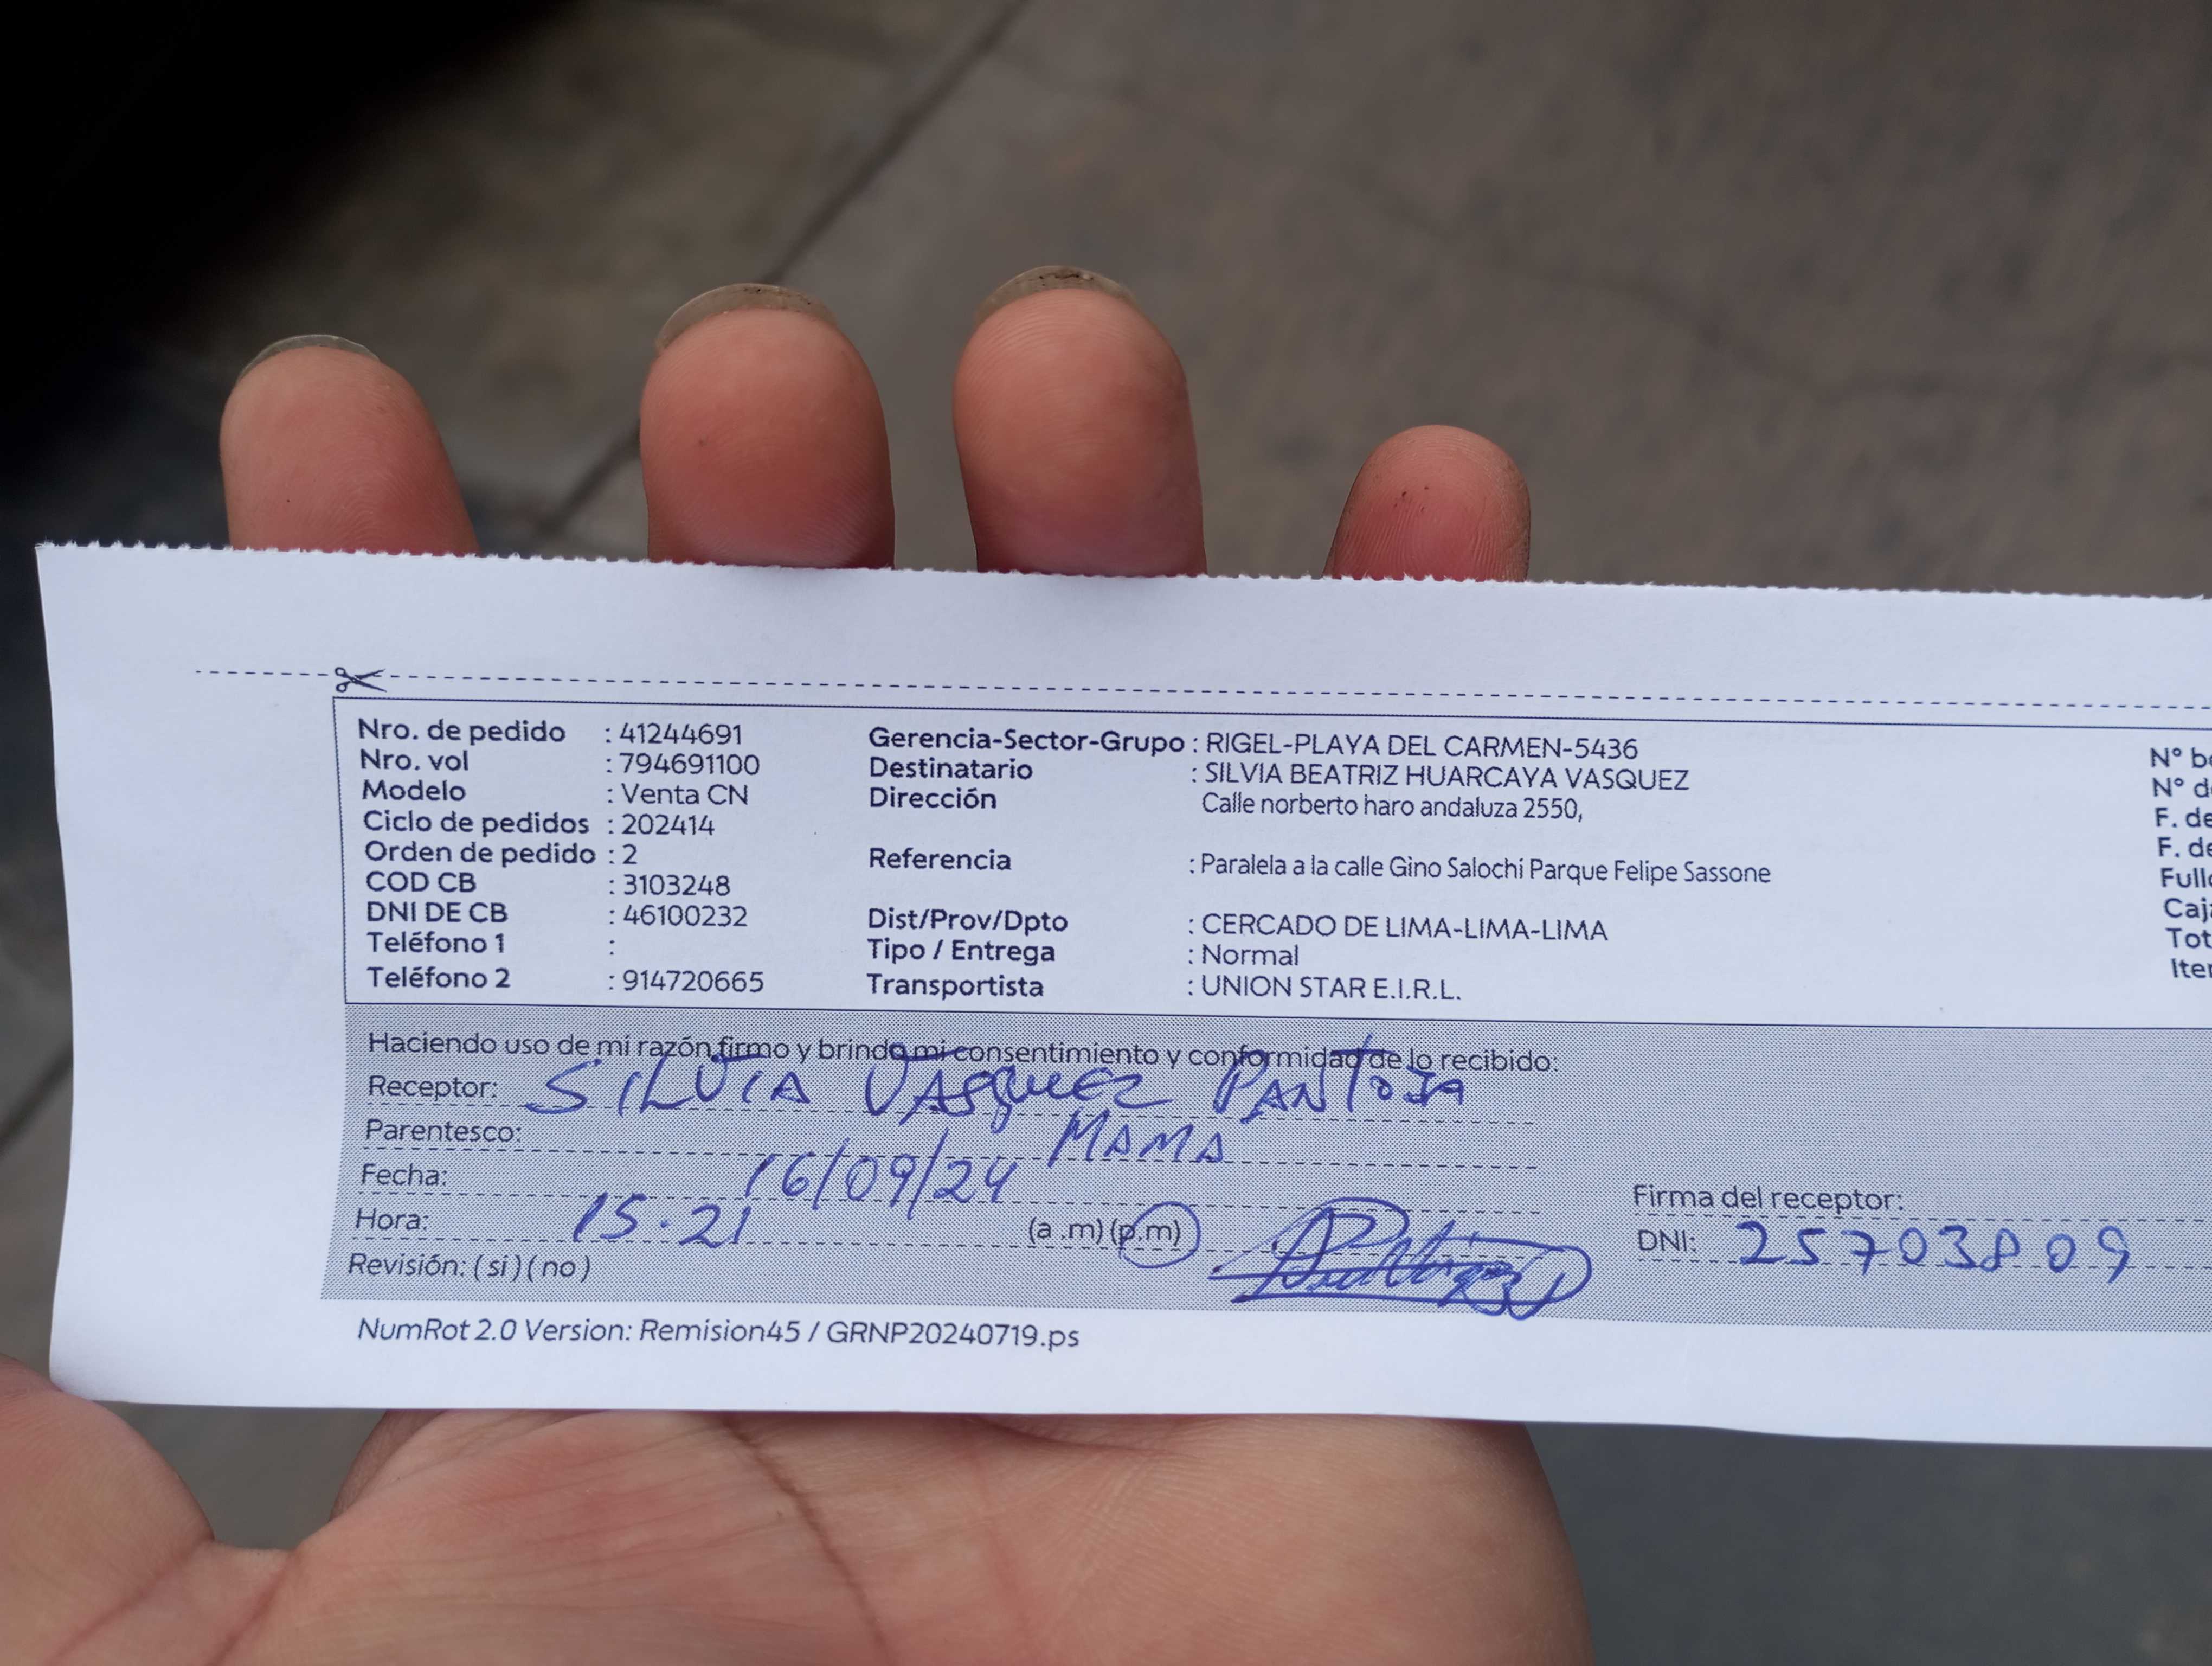 Nro. de pedido : 41244691
Nro. vol : 794691100
Modelo : Venta CN
Ciclo de pedidos : 202414
Orden de pedido : 2
COD CB : 3103248
DNI DE CB : 46100232
Teléfono 1 :
Teléfono 2 : 914720665
Gerencia-Sector-Grupo : RIGEL-PLAYA DEL CARMEN-5436
Destinatario : SILVIA BEATRIZ HUARCAYA VASQUEZ
Dirección Calle norberto haro andaluza 2550,
Referencia : Paralela a la calle Gino Salochi Parque Felipe Sassone
Dist/Prov/Dpto : CERCADO DE LIMA-LIMA-LIMA
Tipo / Entrega : Normal
Transportista : UNION STAR E.I.R.L.
N°
N°
F.
F.
Haciendo uso de mi razón firmo y brindo mi consentimiento y conformidad de lo recibido:
Receptor: SILVIA VASQUEZ PANTOJA
Parentesco: MAMA
Fecha: 16/09/24
Hora: 15.21 (a .m) (p.m)
Revisión: ( si ) ( no )
Firma del receptor:
DNI: 25703809
NumRot 2.0 Version: Remision45 / GRNP20240719.ps